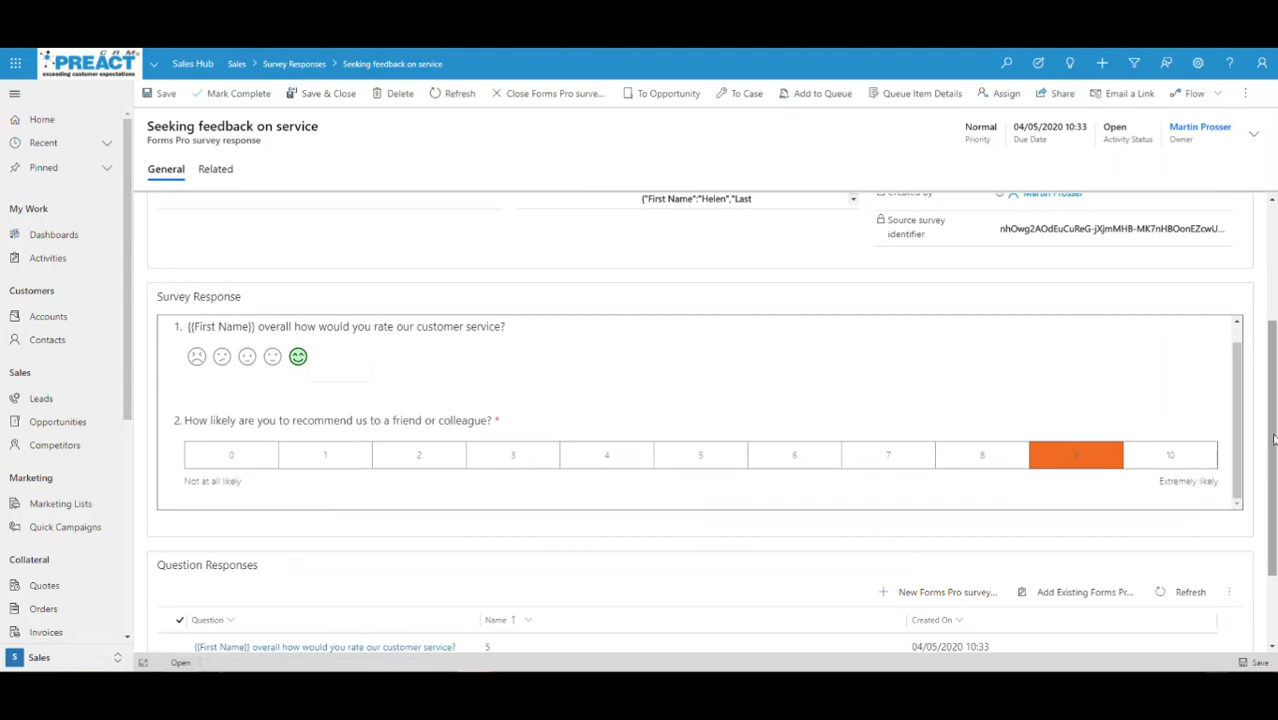 CRM
PREACT
exceeding customer expectations
Sales Hub
Sales > Survey Responses > Seeking feedback on service
Save
Mark Complete
Save & Close
Delete
Refresh
Close Forms Pro surve...
To Opportunity
To Case
Add to Queue
Queue Item Details
Assign
Share
Email a Link
Flow
Home
Recent
Pinned
My Work
Dashboards
Activities
Customers
Accounts
Contacts
Sales
Leads
Opportunities
Competitors
Marketing
Marketing Lists
Quick Campaigns
Collateral
Quotes
Orders
Invoices
S Sales
Seeking feedback on service
Forms Pro survey response
Normal
Priority
04/05/2020 10:33
Due Date
Open
Activity Status
Martin Prosser
Owner
General
Related
{"First Name":"Helen","Last
Created by
Martin Prosser
Source survey
identifier
nhOwg2AOdEuCuReG-jXjmMHB-MK7nHBOonEZcwU...
Survey Response
1. {{First Name}} overall how would you rate our customer service?
2. How likely are you to recommend us to a friend or colleague? *
0 1 2 3 4 5 6 7 8 9 10
Not at all likely
Extremely likely
Question Responses
New Forms Pro survey...
Add Existing Forms Pr...
Refresh
Question
Name ↑
Created On
{{First Name}} overall how would you rate our customer service?
5
04/05/2020 10:33
Open
Save